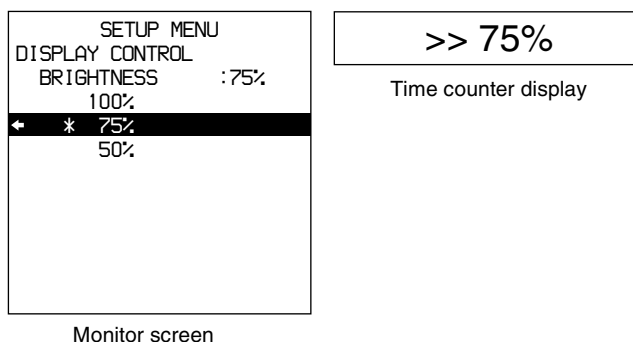 SETUP MENU
DISPLAY CONTROL
BRIGHTNESS :75%
100%
← * 75%
50%
Monitor screen
>> 75%
Time counter display